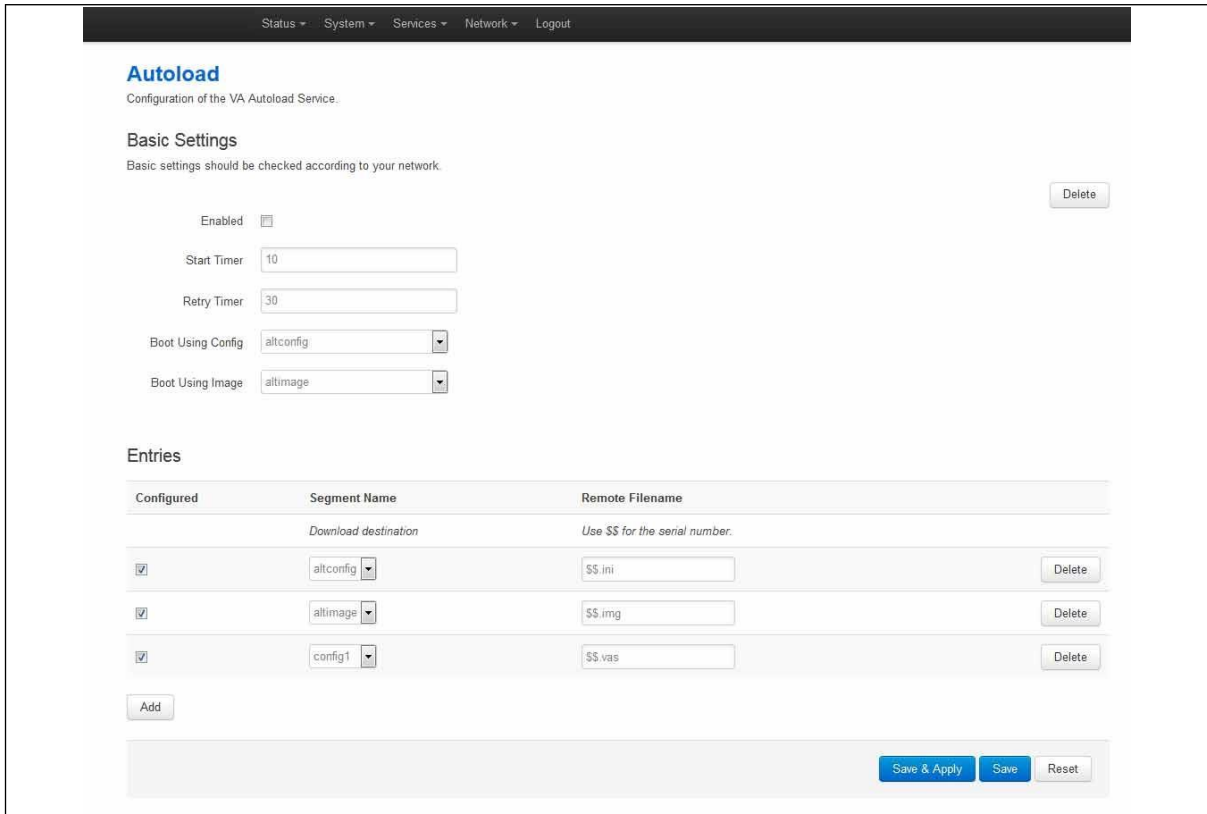 Status System Services Network Logout
Autoload
Configuration of the VA Autoload Service.
Basic Settings
Basic settings should be checked according to your network.
Delete
Enabled
Start Timer 10
Retry Timer 30
Boot Using Config altconfig
Boot Using Image altimage
Entries
Configured Segment Name Remote Filename
Download destination Use $$ for the serial number.
altconfig $$.ini Delete
altimage $$.img Delete
config1 $$.vas Delete
Add
Save & Apply Save Reset